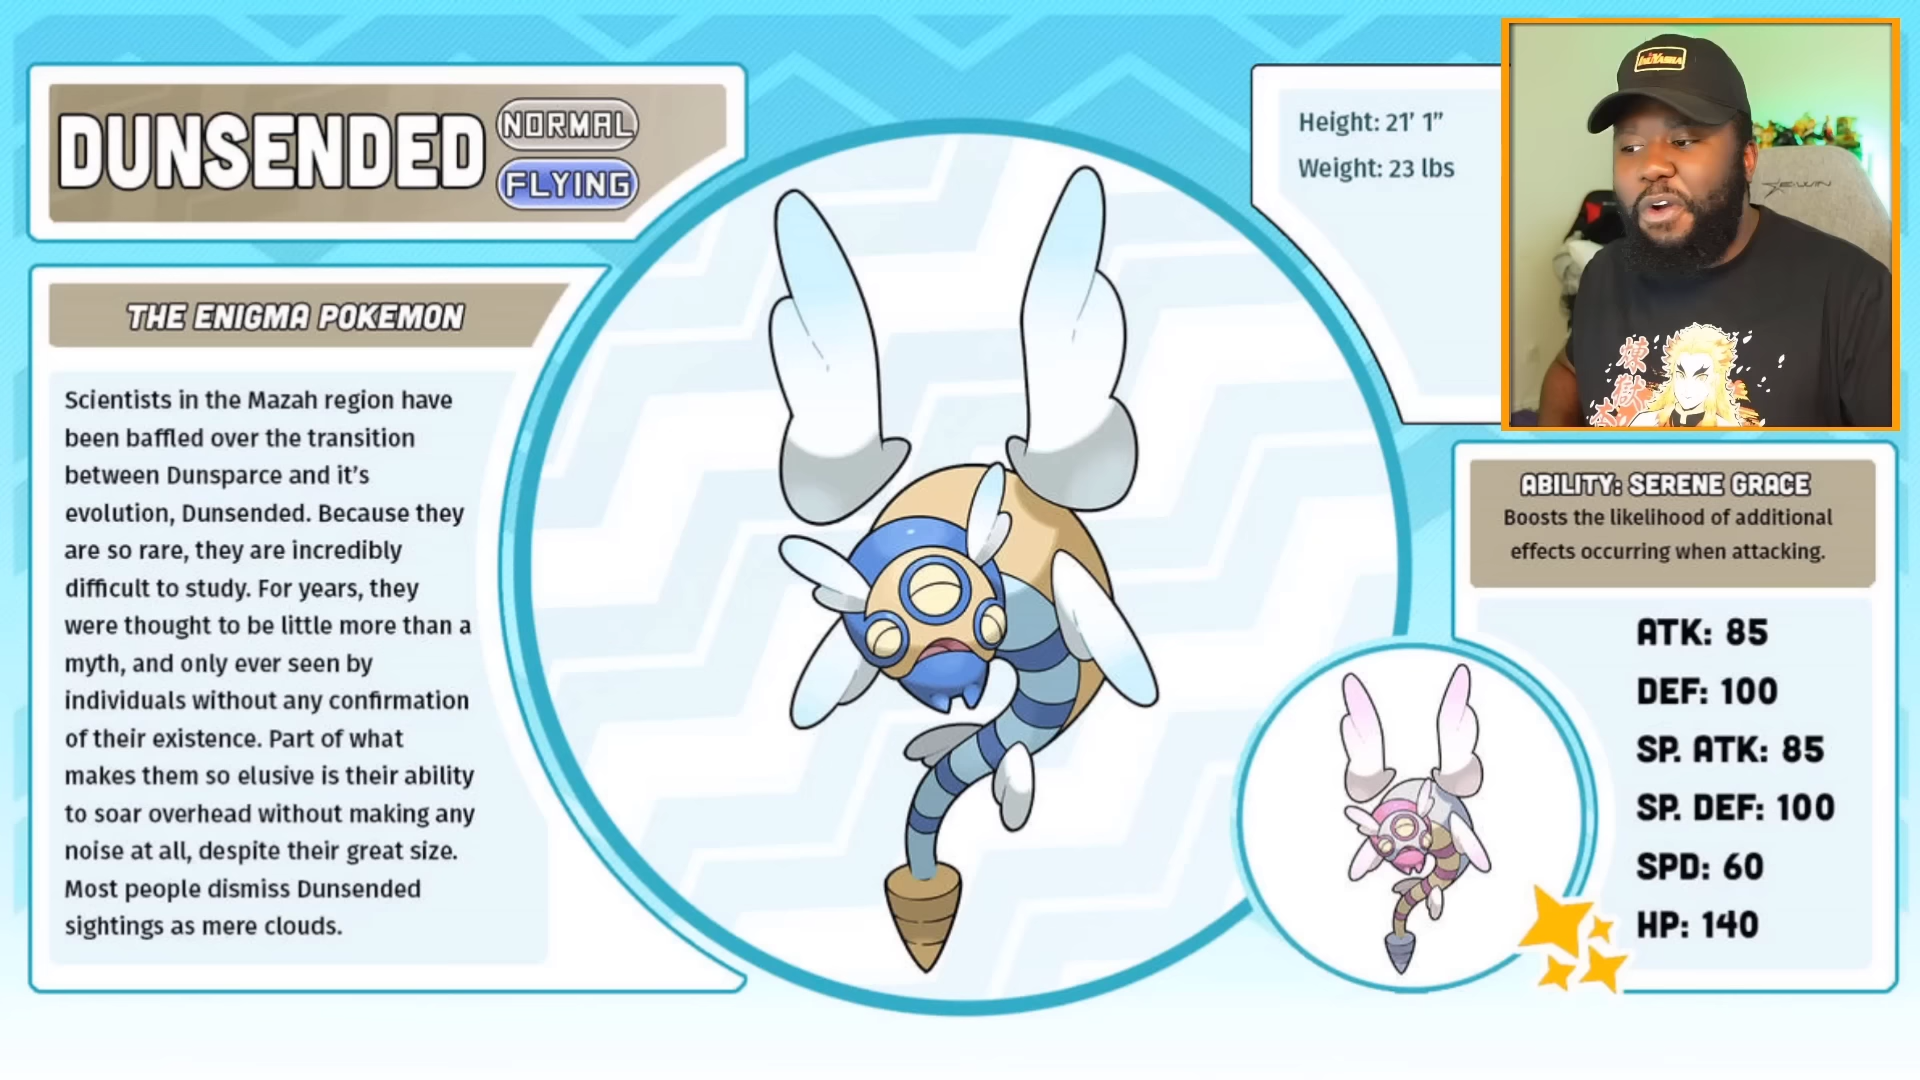 DUNSENDED
NORMAL
FLYING
THE ENIGMA POKEMON
Scientists in the Mazah region have
been baffled over the transition
between Dunsparce and it's
evolution, Dunsended. Because they
are so rare, they are incredibly
difficult to study. For years, they
were thought to be little more than a
myth, and only ever seen by
individuals without any confirmation
of their existence. Part of what
makes them so elusive is their ability
to soar overhead without making any
noise at all, despite their great size.
Most people dismiss Dunsended
sightings as mere clouds.
Height: 21' 1”
Weight: 23 lbs
ABILITY: SERENE GRACE
Boosts the likelihood of additional
effects occurring when attacking.
ATK: 85
DEF: 100
SP. ATK: 85
SP. DEF: 100
SPD: 60
HP: 140
煉
獄